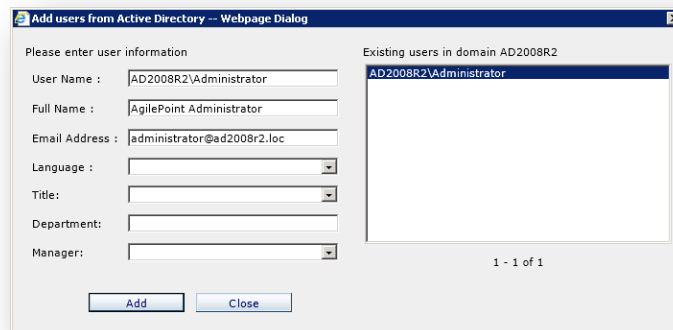 Add users from Active Directory -- Webpage Dialog
Please enter user information
User Name :
AD2008R2\Administrator
Full Name :
AgilePoint Administrator
Email Address :
administrator@ad2008r2.loc
Language :
Title:
Department:
Manager:
Add
Close
Existing users in domain AD2008R2
AD2008R2\Administrator
1 - 1 of 1